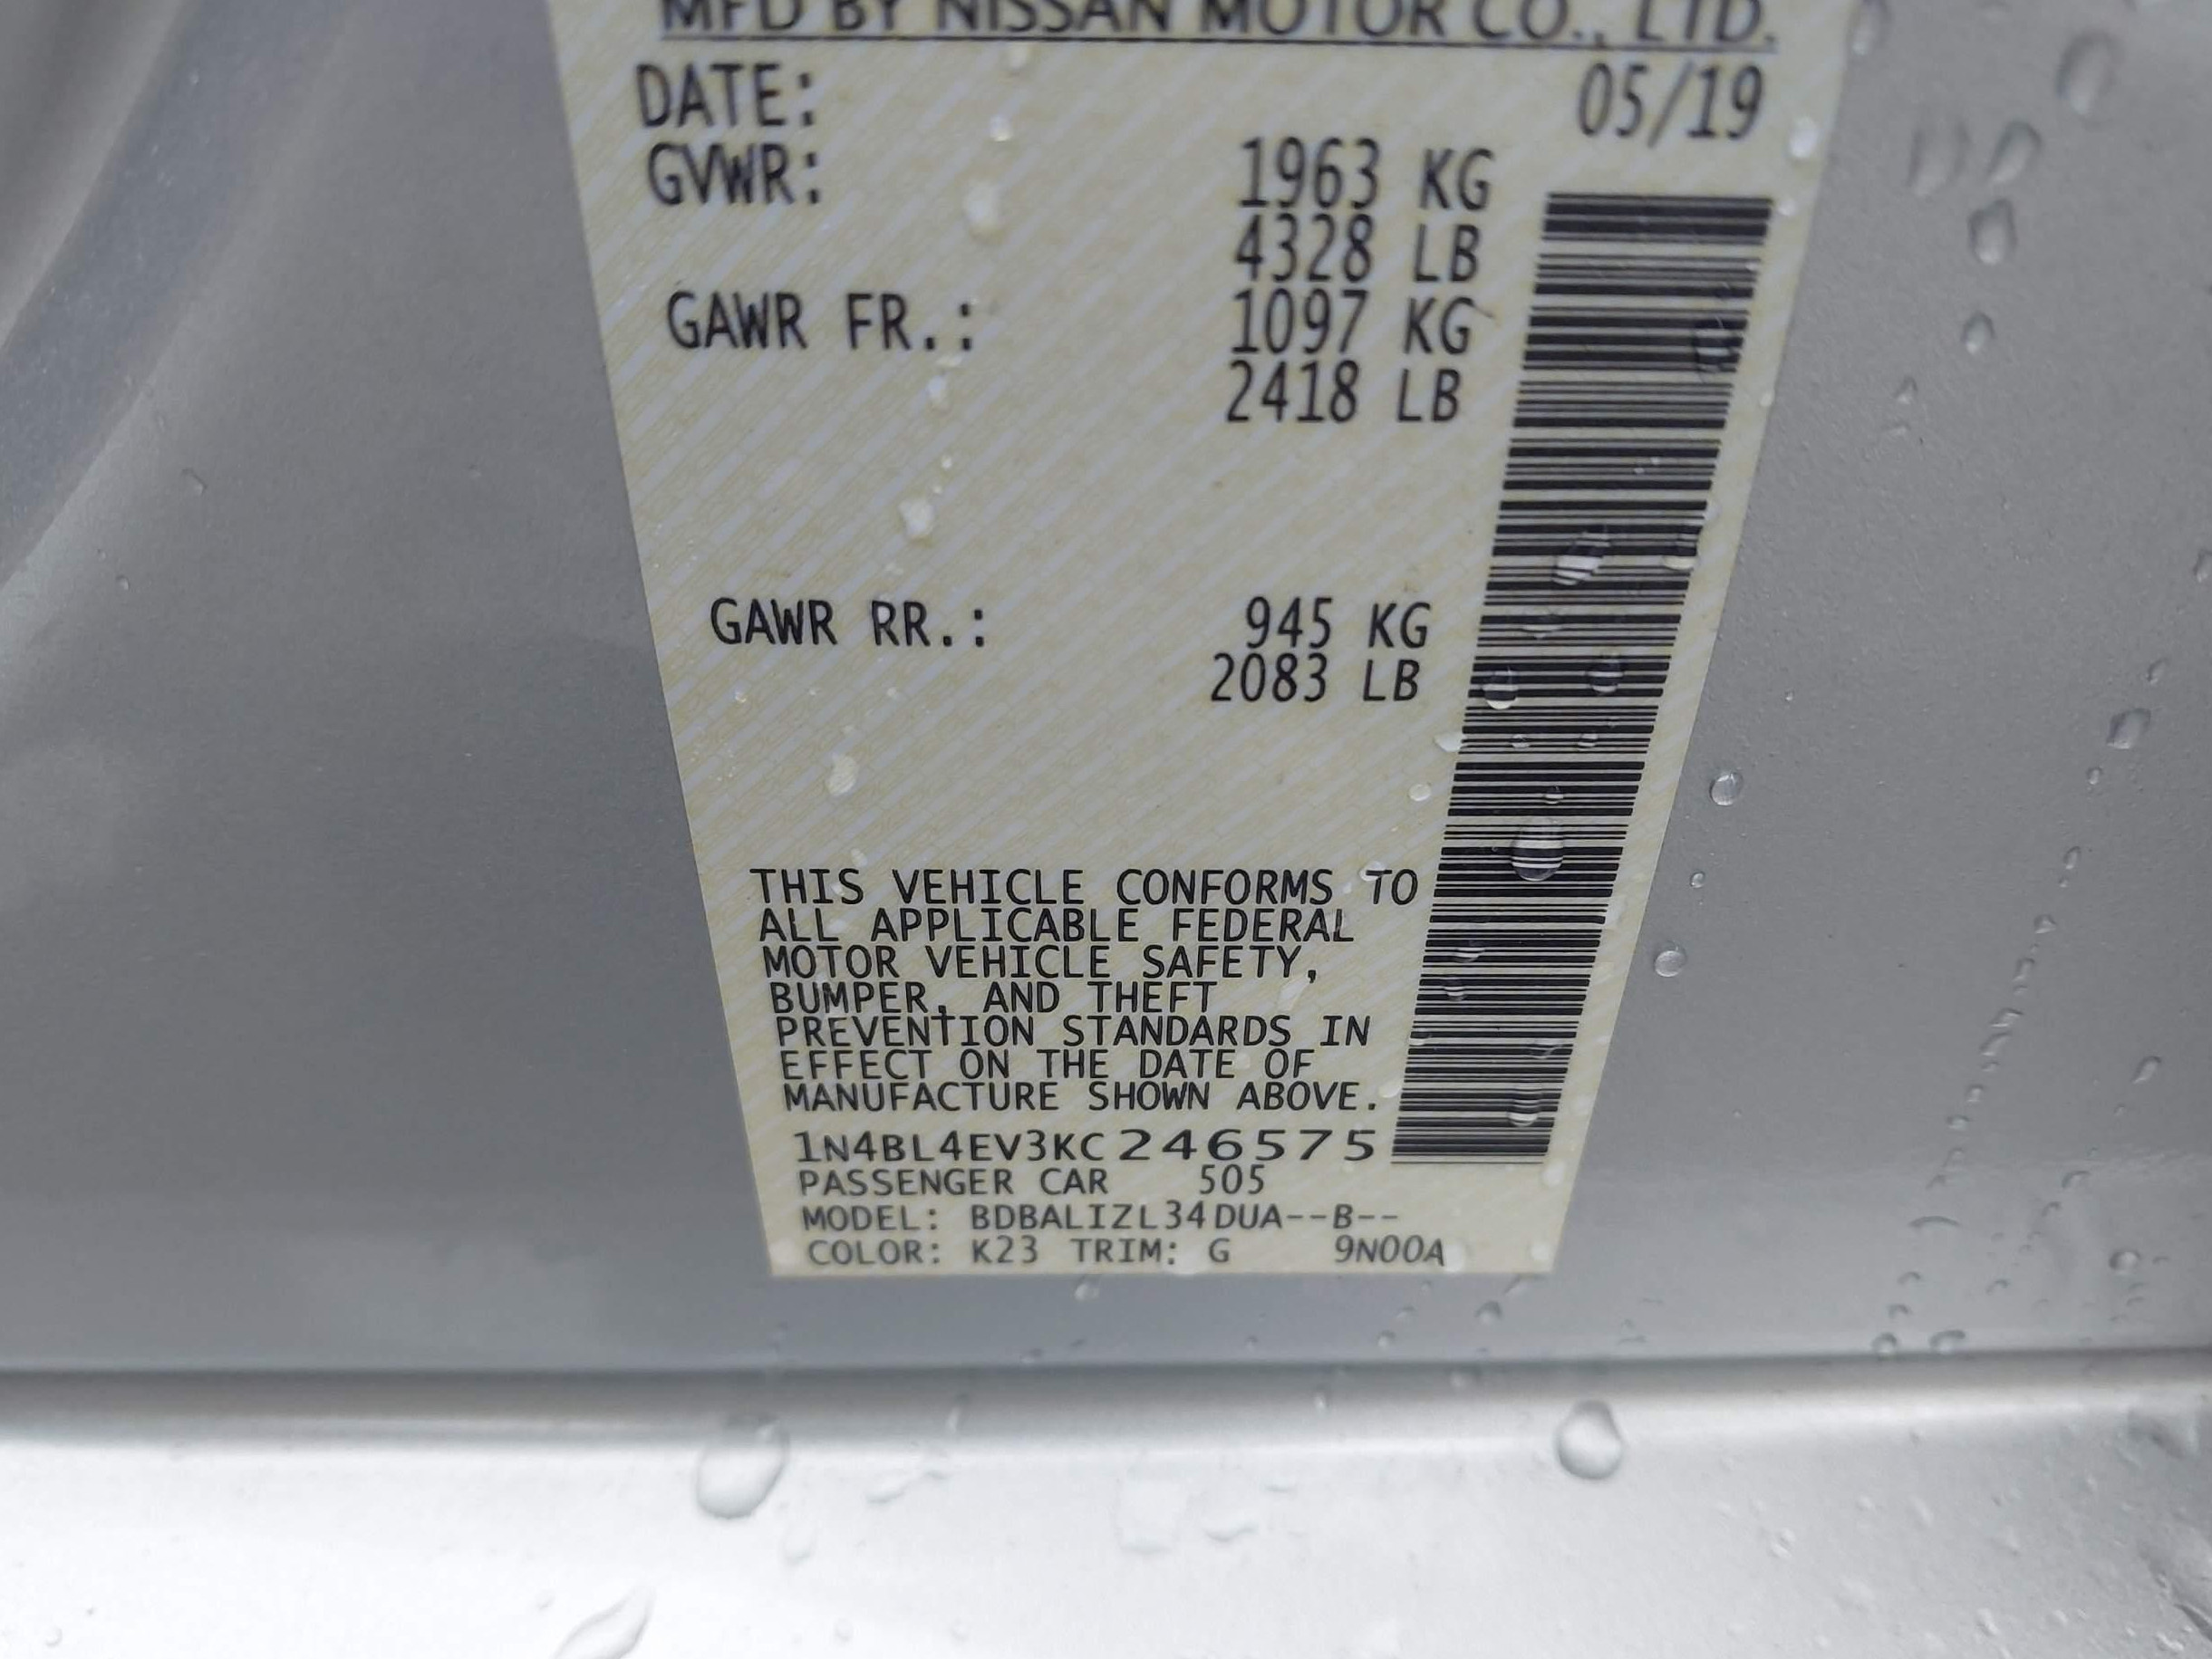 MFD BY NISSAN MOTOR CO., LTD.
DATE: 05/19
GVWR: 1963 KG
4328 LB
GAWR FR.: 1097 KG
2418 LB
GAWR RR.: 945 KG
2083 LB
THIS VEHICLE CONFORMS TO
ALL APPLICABLE FEDERAL
MOTOR VEHICLE SAFETY,
BUMPER, AND THEFT
PREVENTION STANDARDS IN
EFFECT ON THE DATE OF
MANUFACTURE SHOWN ABOVE.
1N4BL4EV3KC246575
PASSENGER CAR 505
MODEL: BDBALIZL34DUA--B--
COLOR: K23 TRIM: G 9N00A